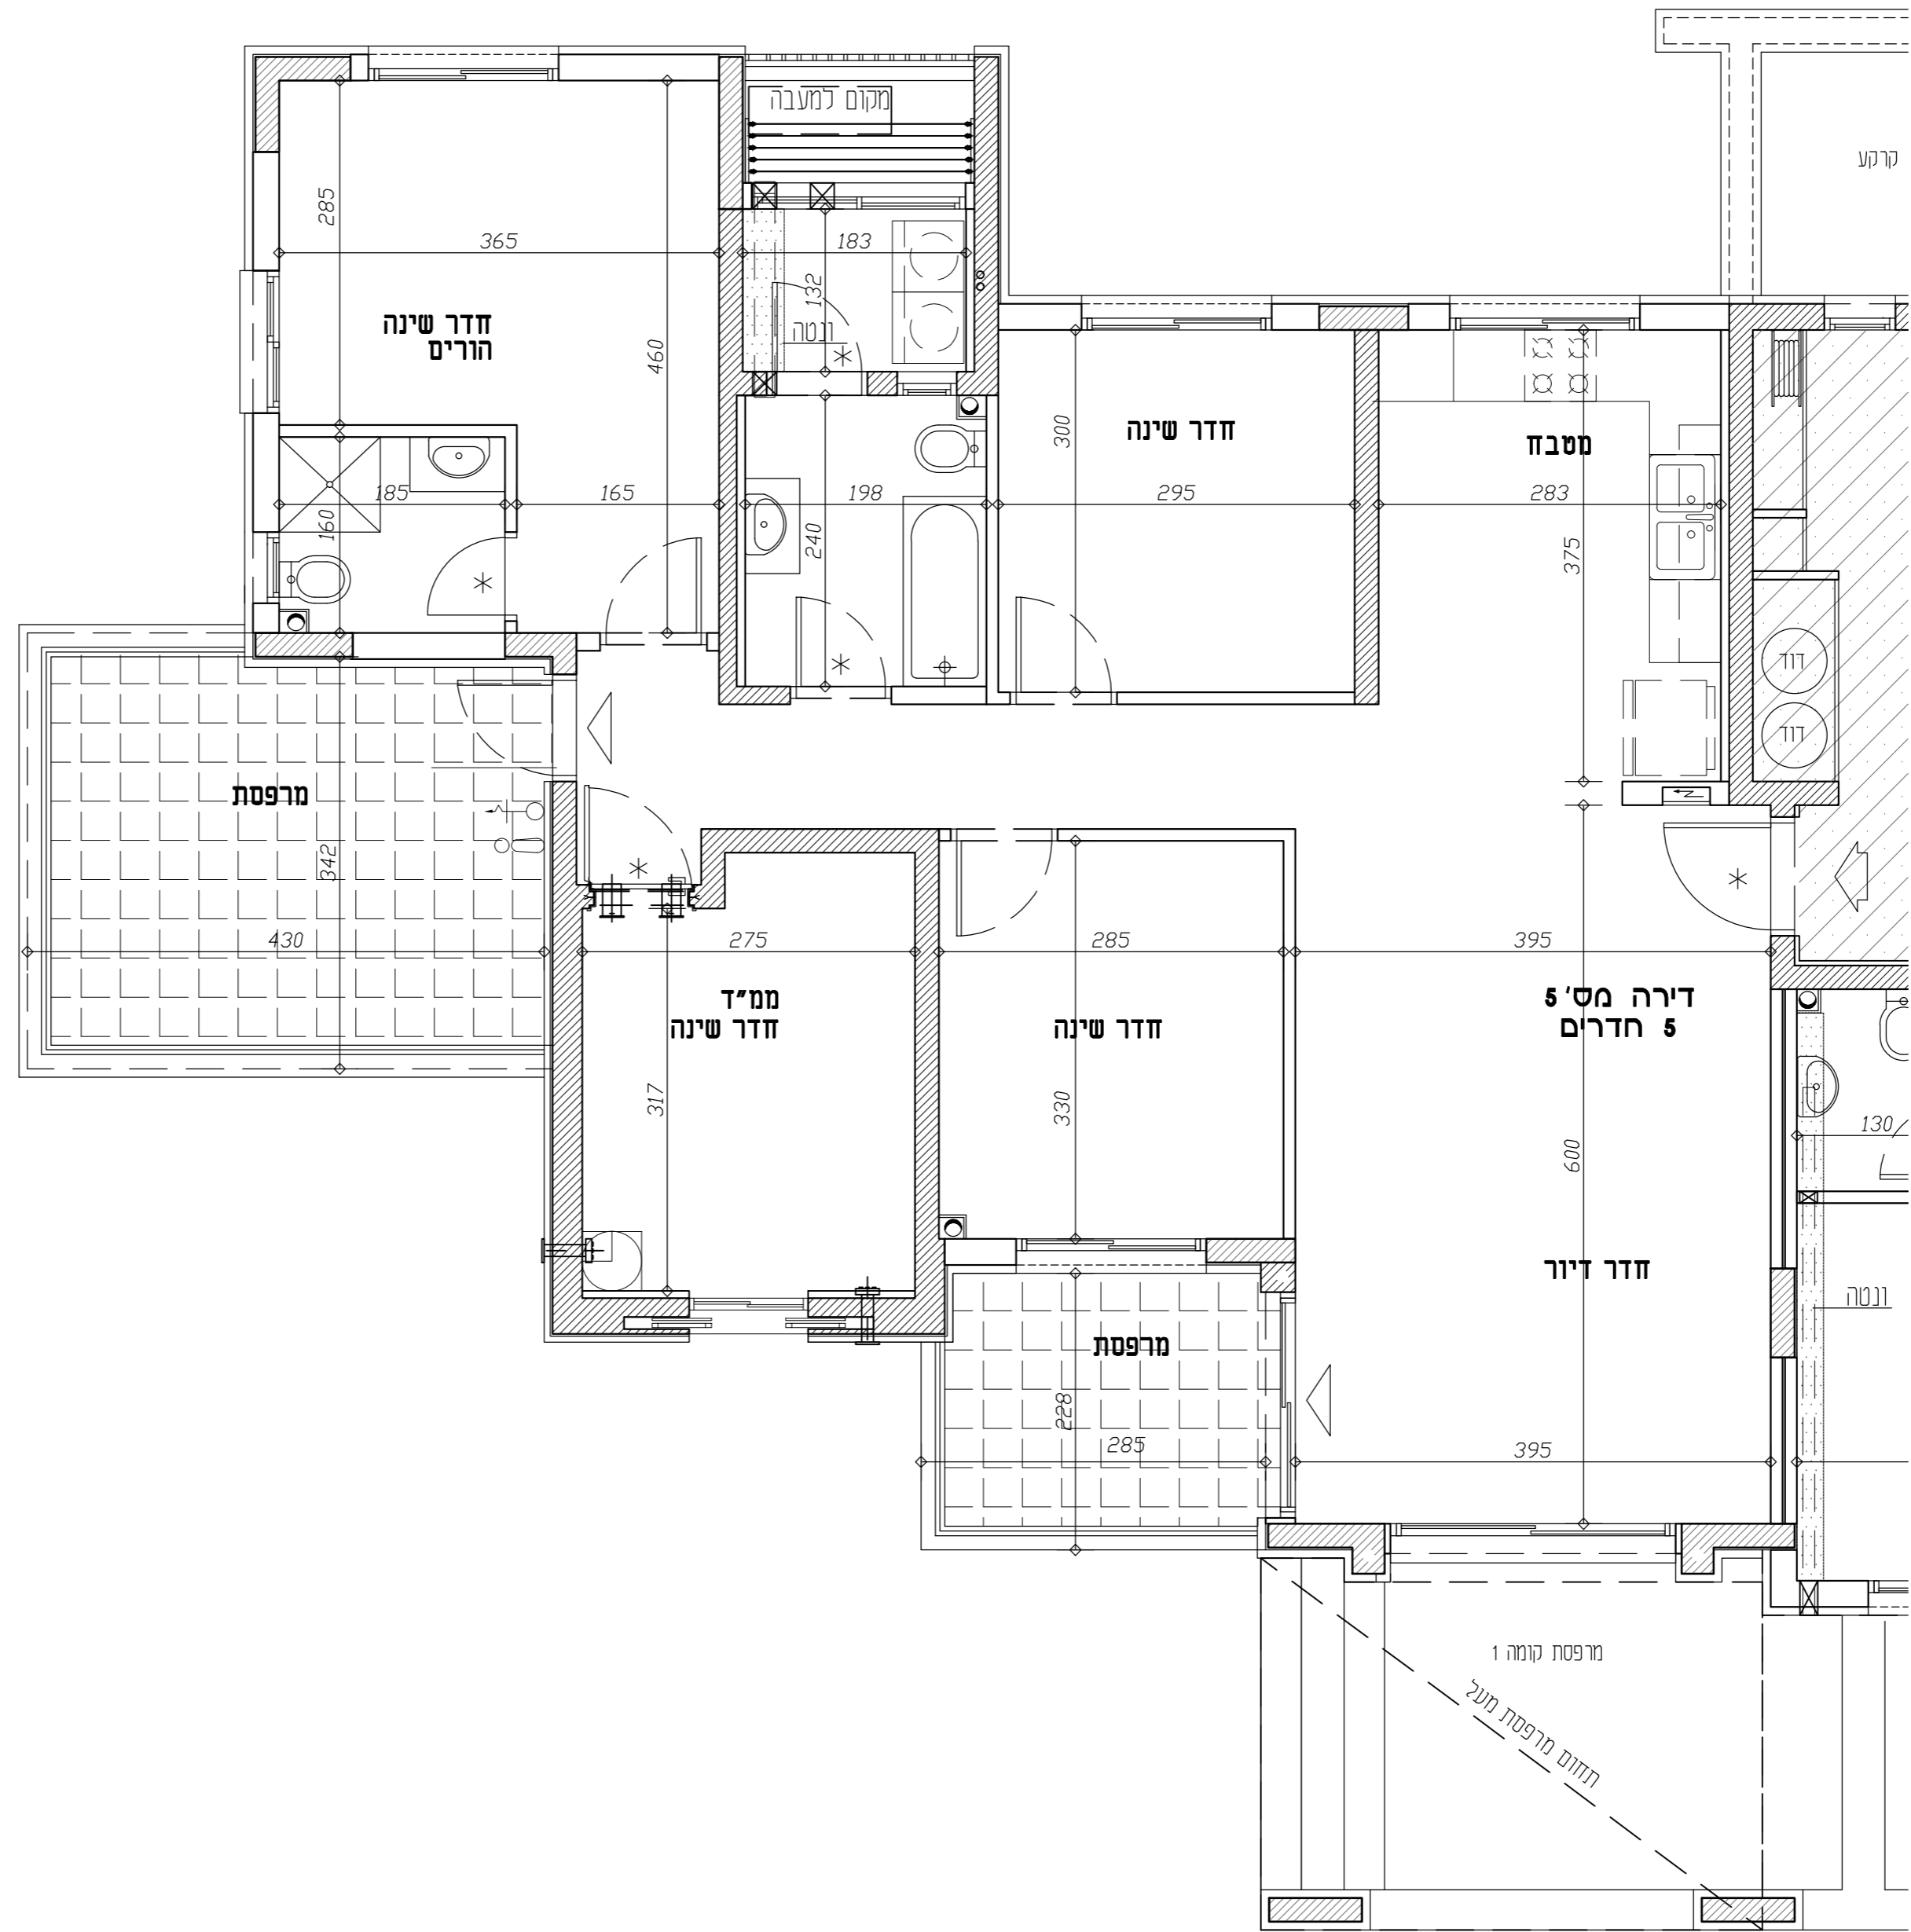 מקום למעבה
קרקע
285
365
183
132
ונטה
חדר שינה
הורים
460
300
חדר שינה
מטבח
185
165
198
295
283
160
240
375
דוד
דוד
מרפסת
342
430
275
285
395
ממ"ד
חדר שינה
חדר שינה
דירה מס' 5
5 חדרים
317
330
600
130
חדר דיור
ונטה
מרפסת
228
285
395
מרפסת קומה 1
תחום מרפסת מעל